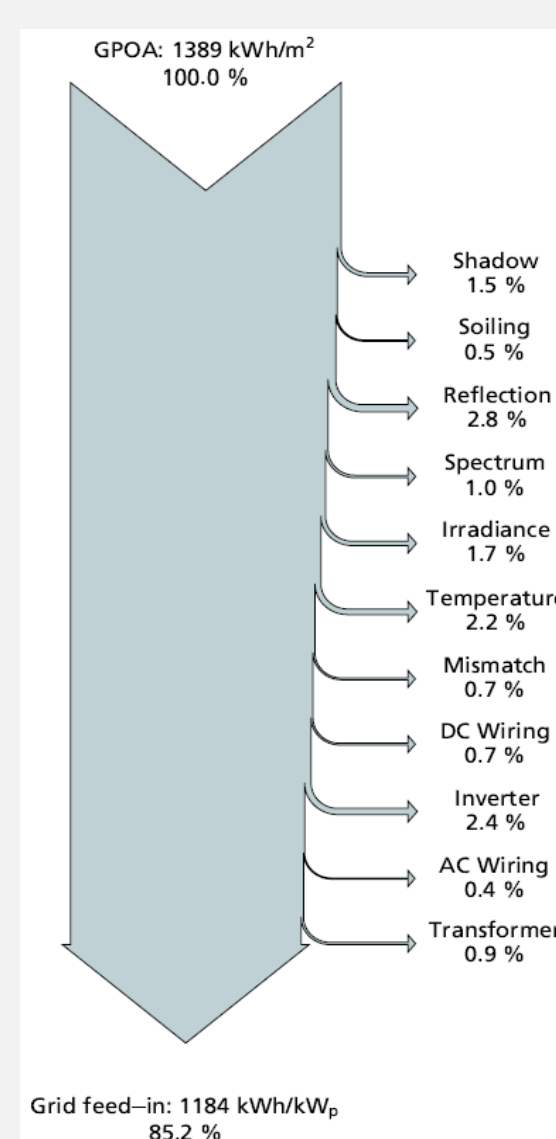 GPOA: 1389 kWh/m²
100.0 %
Shadow
1.5 %
Soiling
0.5 %
Reflection
2.8 %
Spectrum
1.0 %
Irradiance
1.7 %
Temperature
2.2 %
Mismatch
0.7 %
DC Wiring
0.7 %
Inverter
2.4 %
AC Wiring
0.4 %
Transformer
0.9 %
Grid feed–in: 1184 kWh/kWₚ
85.2 %